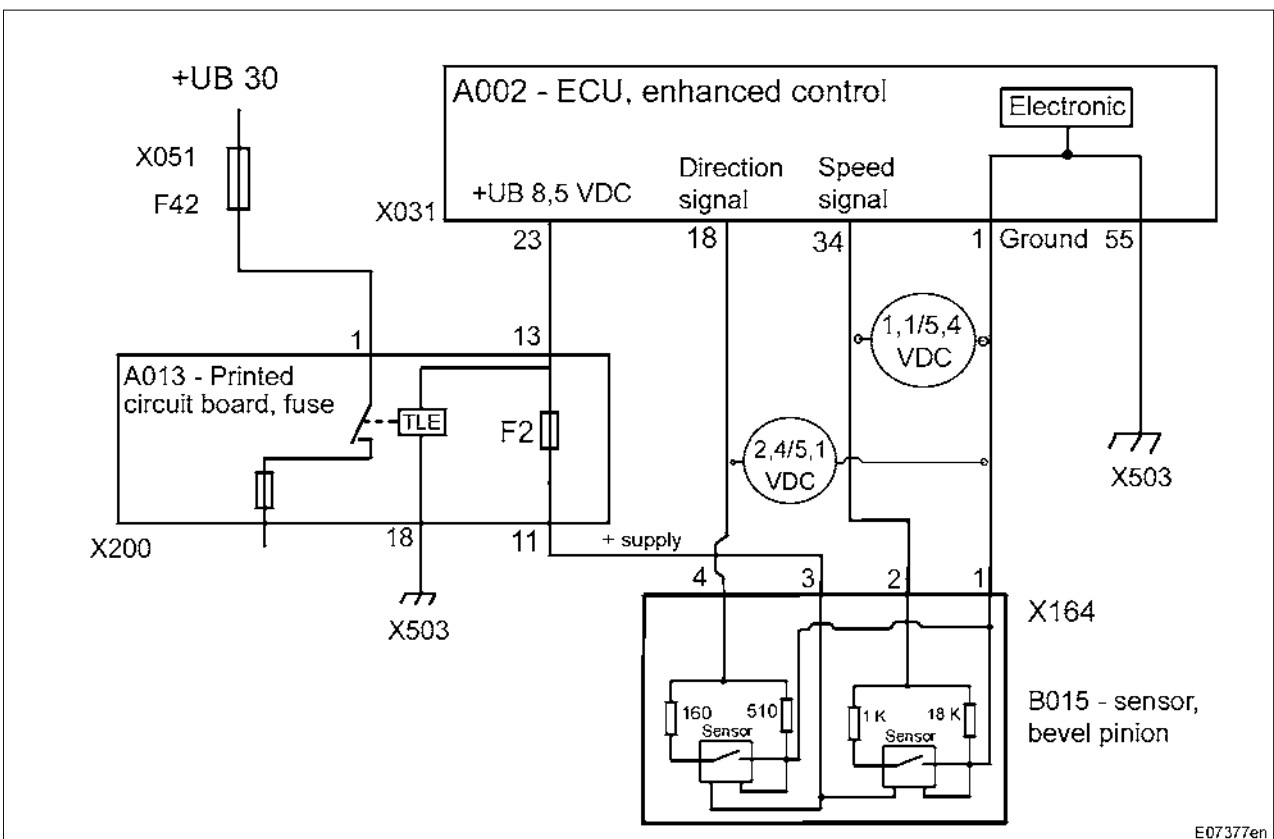 +UB 30
X051
F42
A002 - ECU, enhanced control
Electronic
+UB 8,5 VDC
Direction
signal
Speed
signal
X031
23
18
34
1
Ground
55
1,1/5,4
VDC
2,4/5,1
VDC
X503
1
13
A013 - Printed
circuit board, fuse
TLE
F2
X200
18
11
+ supply
X503
4
3
2
1
X164
160
510
Sensor
1 K
18 K
Sensor
B015 - sensor,
bevel pinion
E07377en